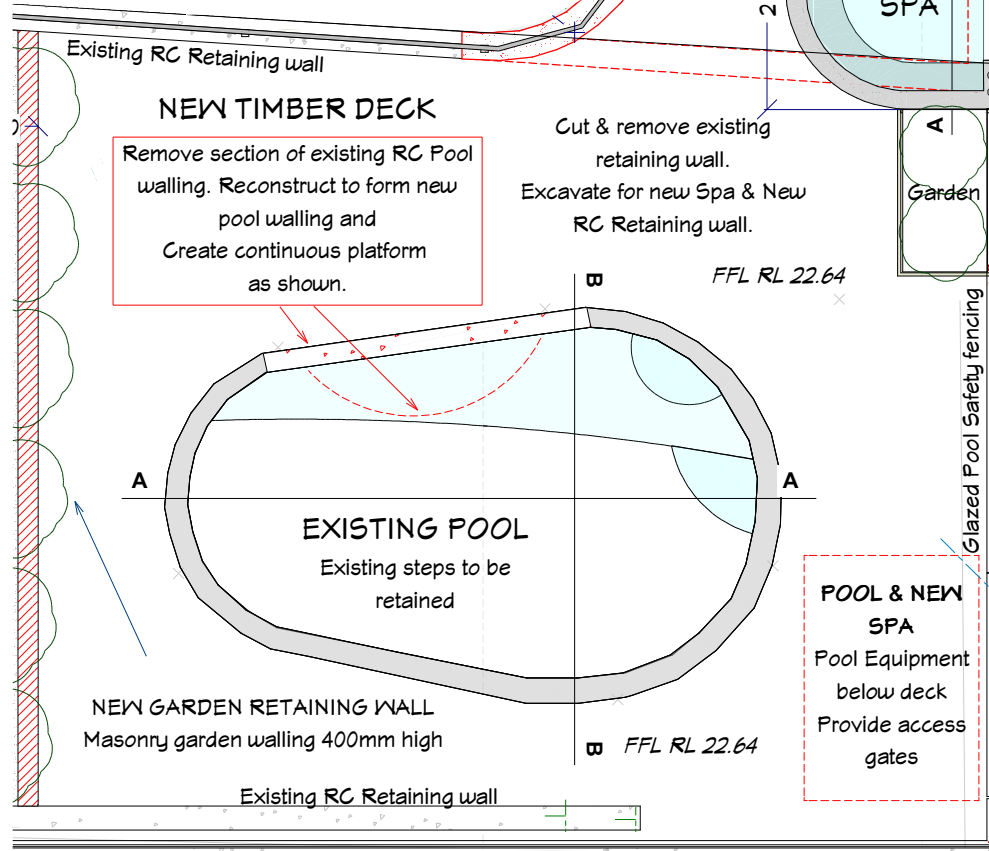 SPA
2
Existing RC Retaining wall
NEW TIMBER DECK
Remove section of existing RC Pool
walling. Reconstruct to form new
pool walling and
Create continuous platform
as shown.
Cut & remove existing
retaining wall.
Excavate for new Spa & New
RC Retaining wall.
A
Garden
B
FFL RL 22.64
Glazed Pool Safety fencing
A
A
EXISTING POOL
Existing steps to be
retained
POOL & NEW
SPA
Pool Equipment
below deck
Provide access
gates
NEW GARDEN RETAINING WALL
Masonry garden walling 400mm high
B
FFL RL 22.64
Existing RC Retaining wall